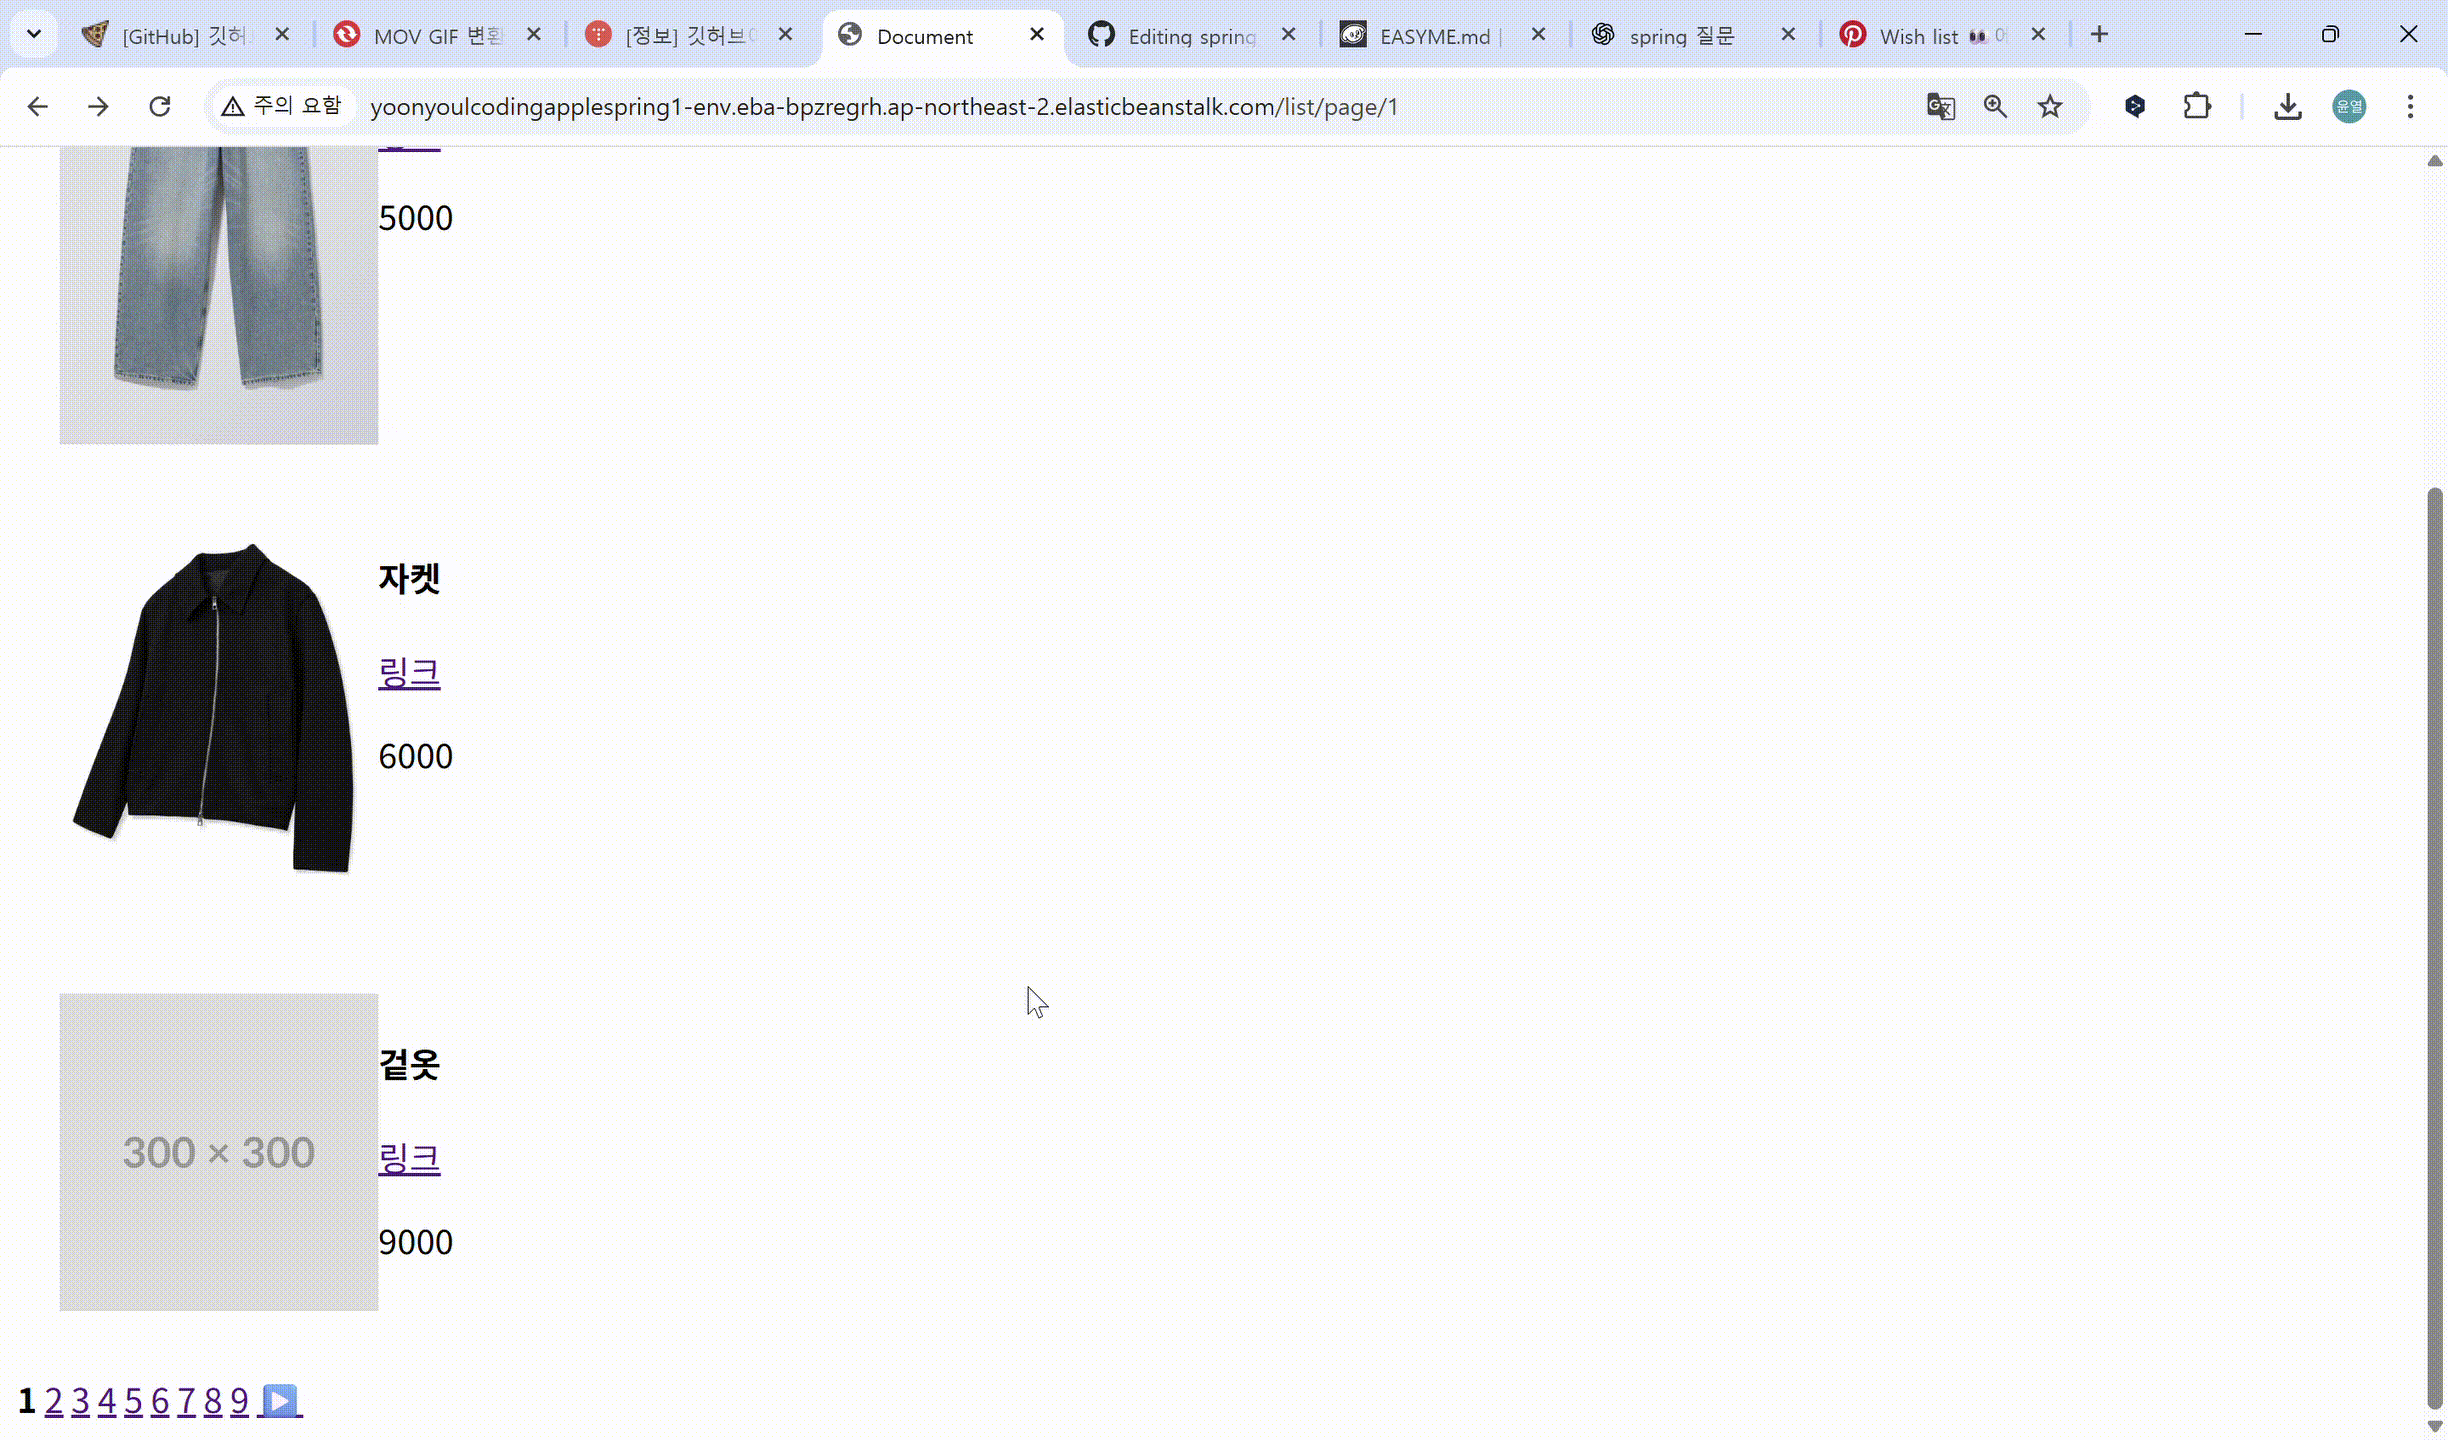 [GitHub] 깃허
MOV GIF 변환
[정보] 깃허브
Document
Editing spring
EASYME.md |
spring 질문
Wish list 👀
주의 요함
yoonyoulcodingapplespring1-env.eba-bpzregrh.ap-northeast-2.elasticbeanstalk.com/list/page/1
윤열
5000
자켓
링크
6000
300 × 300
겉옷
링크
9000
1 2 3 4 5 6 7 8 9 ▶️